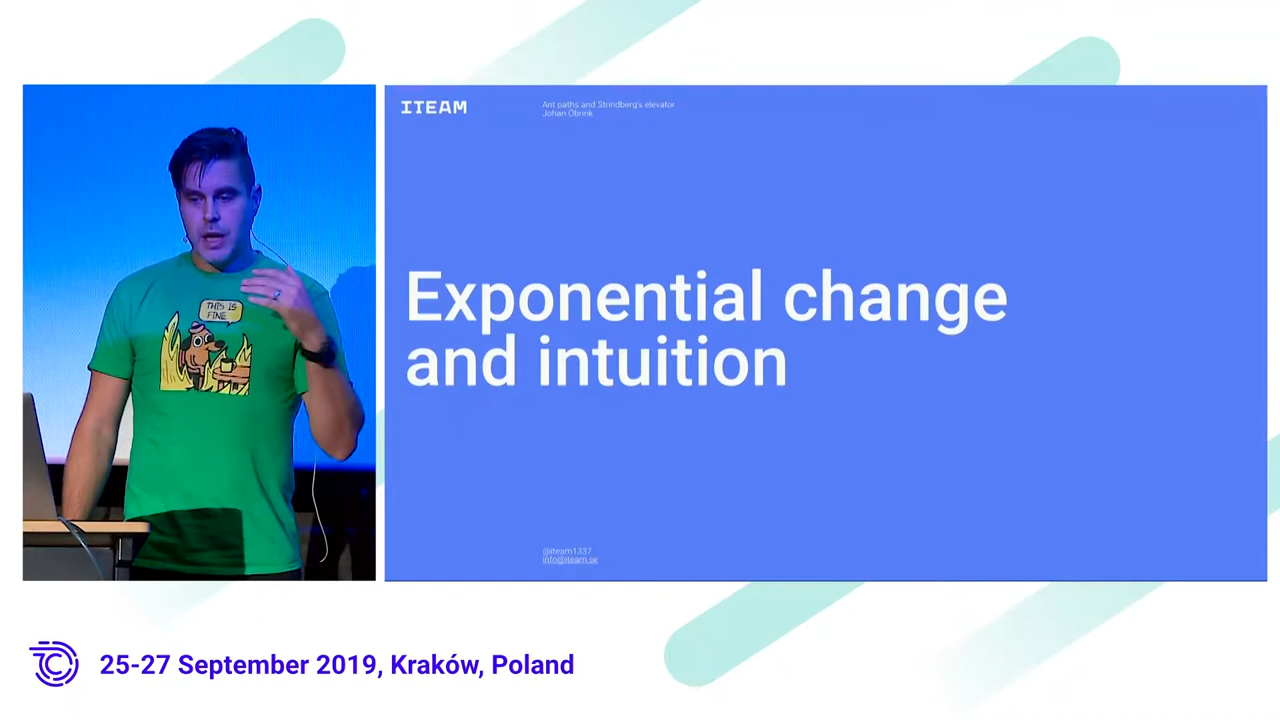 THIS IS
FINE
ITEAM
Ant paths and Strindberg's elevator
Johan Öbrink
Exponential change
and intuition
@iteam1337
info@iteam.se
25-27 September 2019, Kraków, Poland